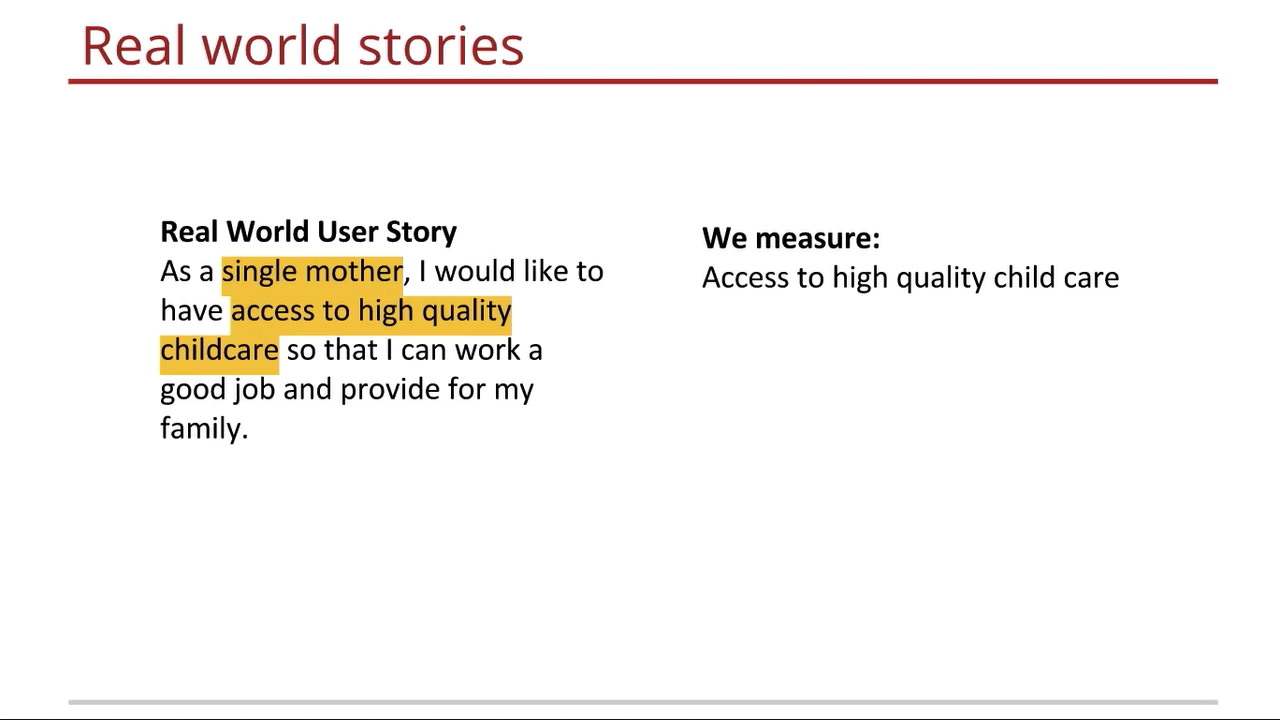 Real world stories
Real World User Story
As a single mother, I would like to
have access to high quality
childcare so that I can work a
good job and provide for my
family.
We measure:
Access to high quality child care